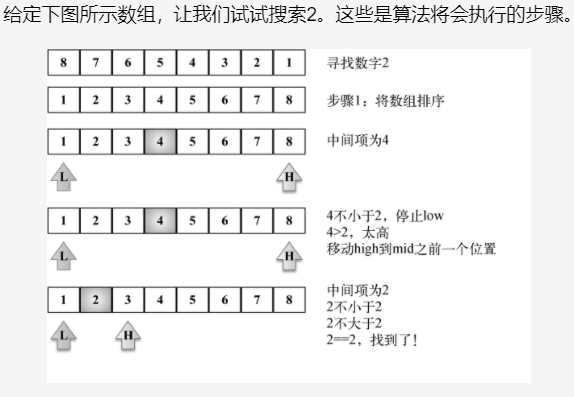 给定下图所示数组，让我们试试搜索2。这些是算法将会执行的步骤。
8 7 6 5 4 3 2 1 寻找数字2
1 2 3 4 5 6 7 8 步骤1：将数组排序
1 2 3 4 5 6 7 8 中间项为4
L H
1 2 3 4 5 6 7 8 4不小于2，停止low
4>2，太高
L H 移动high到mid之前一个位置
1 2 3 4 5 6 7 8 中间项为2
2不小于2
2不大于2
L H 2==2，找到了！